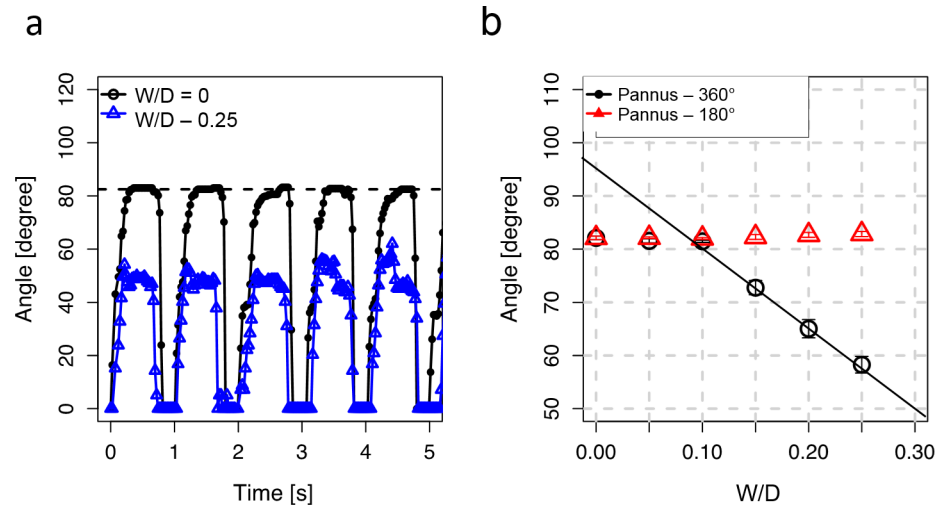 a
Angle [degree]
0 20 40 60 80 100 120
W/D = 0
W/D – 0.25
0 1 2 3 4 5
Time [s]
b
Angle [degree]
50 60 70 80 90 100 110
Pannus – 360°
Pannus – 180°
0.00 0.10 0.20 0.30
W/D